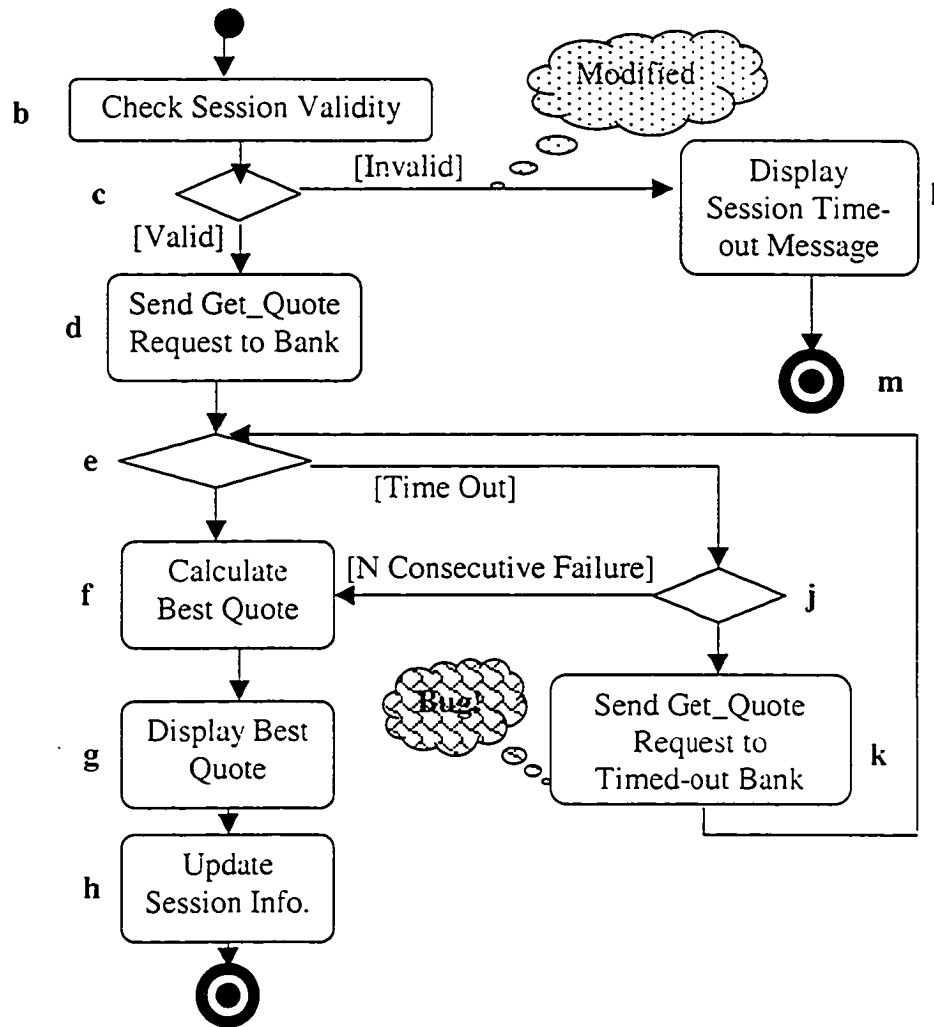 Modified
b
Check Session Validity
c
[Invalid]
Display
Session Time-
out Message
[Valid]
d
Send Get_Quote
Request to Bank
m
e
[Time Out]
f
Calculate
Best Quote
[N Consecutive Failure]
j
Bug!
g
Display Best
Quote
Send Get_Quote
Request to
Timed-out Bank
k
h
Update
Session Info.